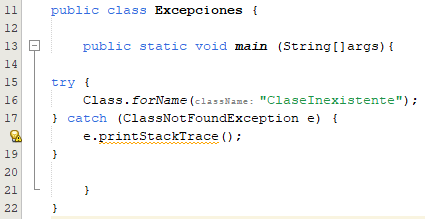 11 public class Excepciones {
12
13 public static void main (String[]args){
14
15 try {
16 Class.forName(className: "ClaseInexistente");
17 } catch (ClassNotFoundException e) {
e.printStackTrace();
19 }
20
21 }
22 }